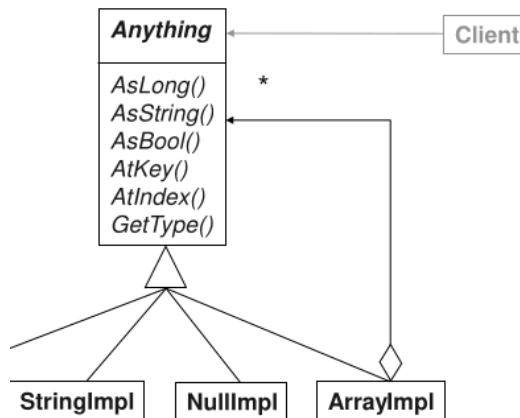 Anything
Client
AsLong()
*
AsString()
AsBool()
AtKey()
AtIndex()
GetType()
StringImpl
NullImpl
ArrayImpl